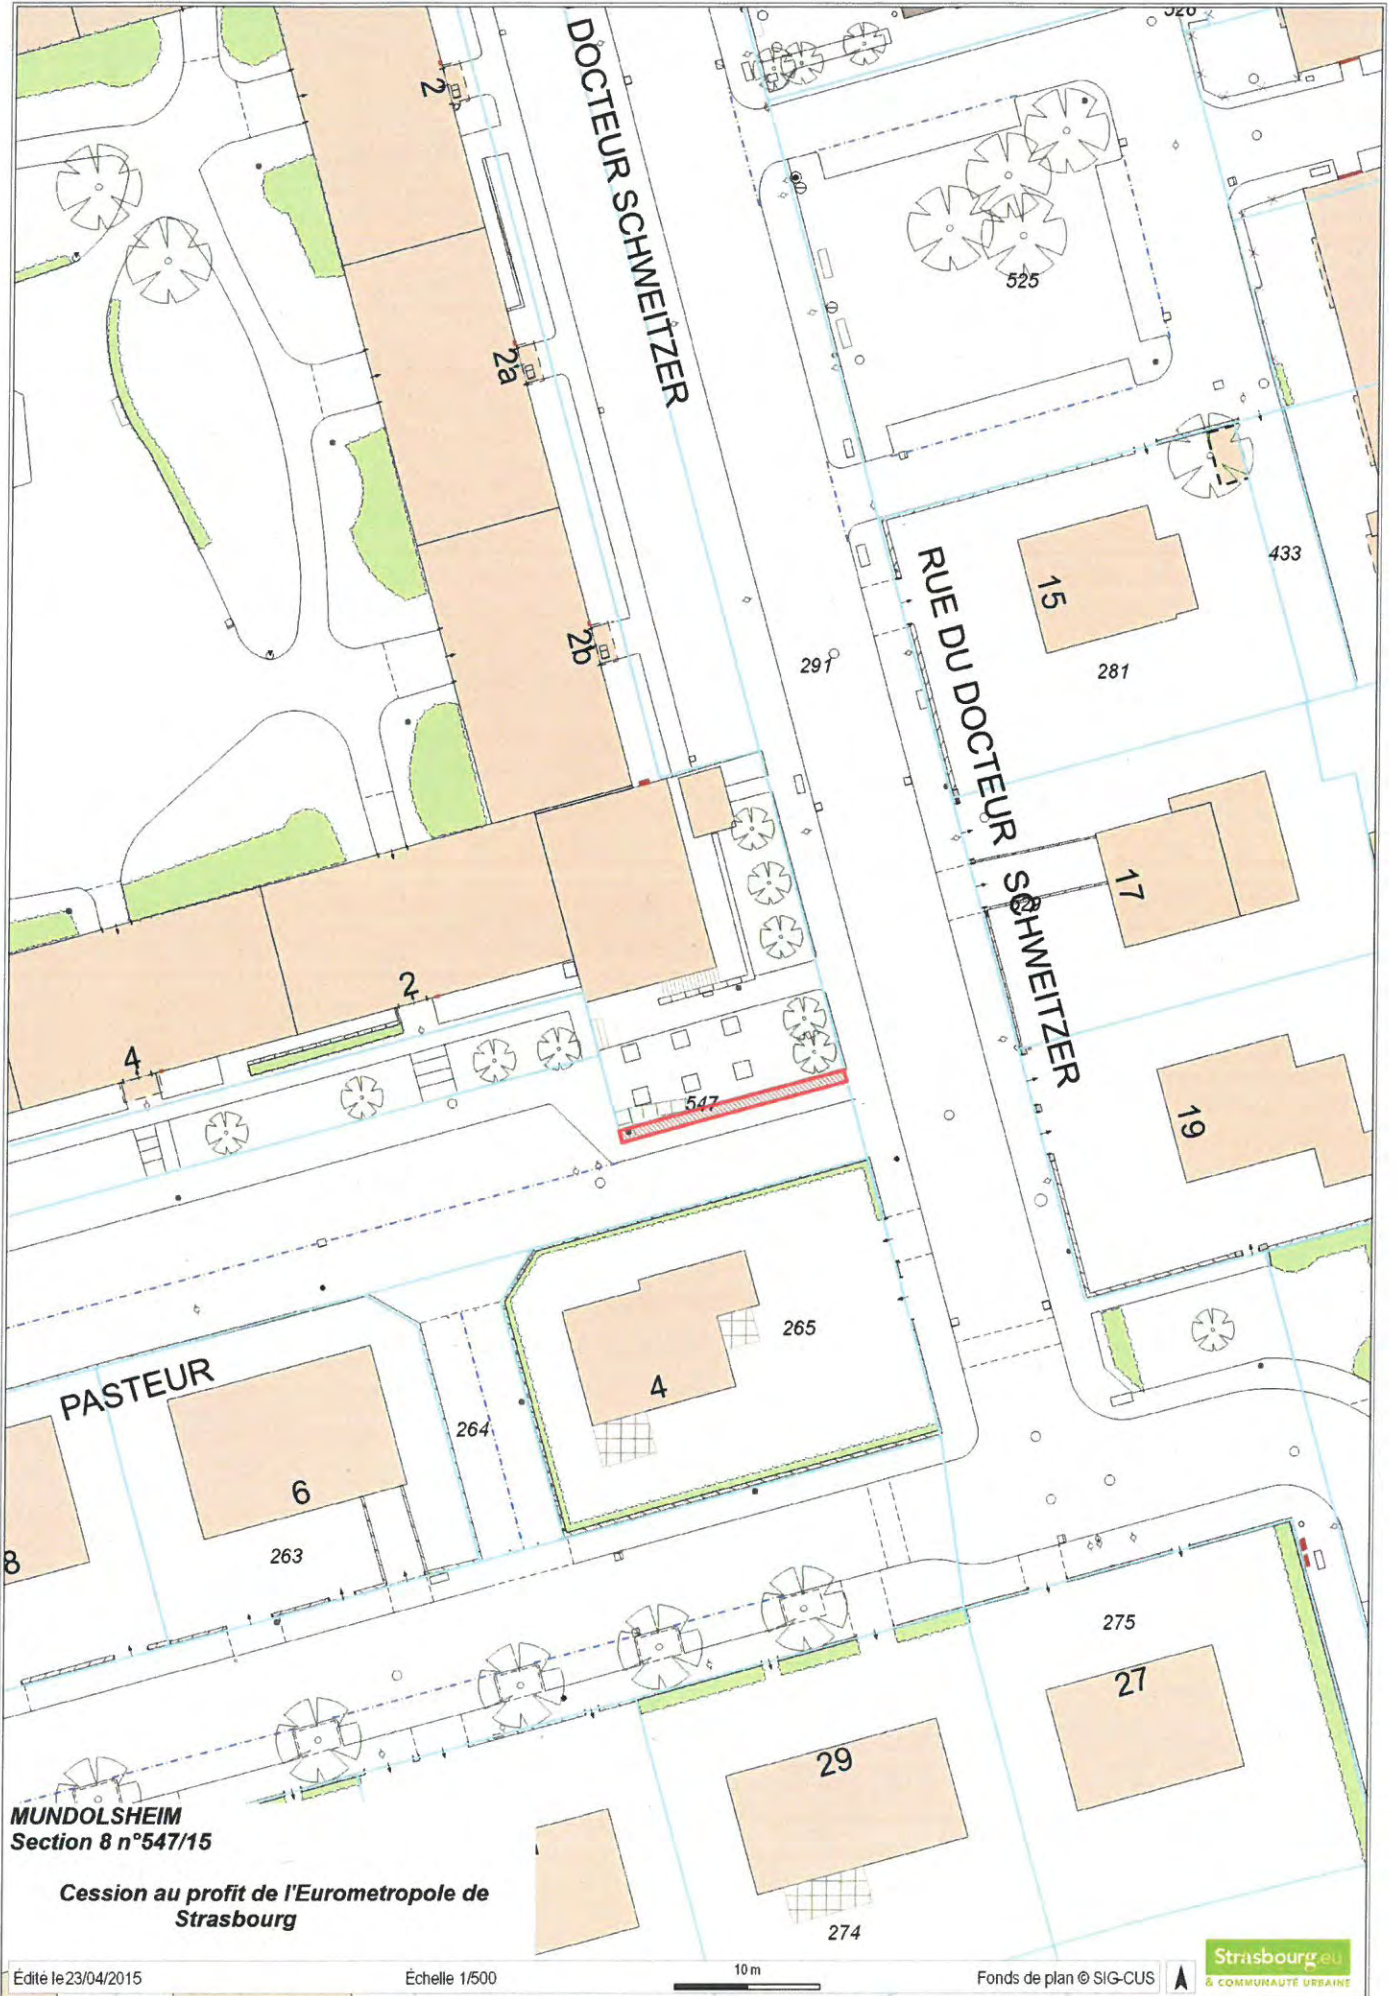 528
2
DOCTEUR SCHWEITZER
525
2a
433
15
RUE DU DOCTEUR SCHWEITZER
2b
291
281
17
529
2
4
547
19
265
PASTEUR
4
264
6
8
263
275
27
29
MUNDOLSHEIM
Section 8 n°547/15
Cession au profit de l'Eurometropole de
Strasbourg
274
Édité le 23/04/2015
Échelle 1/500
10 m
Fonds de plan © SIG-CUS
Strasbourg.eu
& COMMUNAUTÉ URBAINE